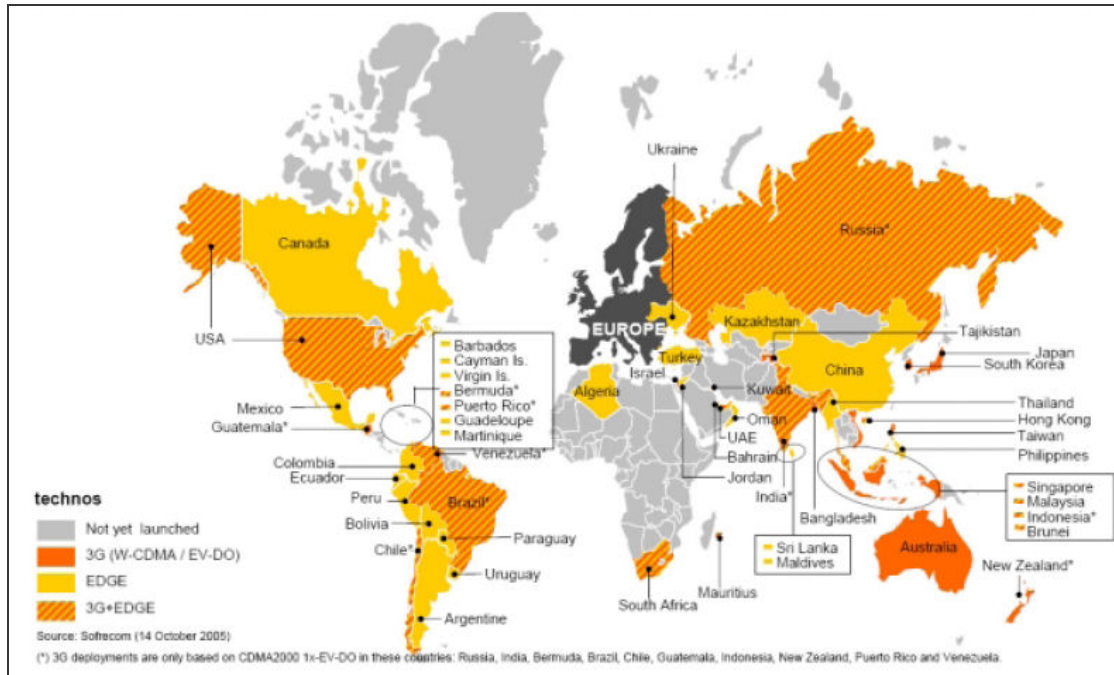 Ukraine
Canada
Russia*
USA
EUROPE
Kazakhstan
Tajikistan
Barbados
Cayman Is.
Virgin Is.
Bermuda*
Puerto Rico*
Guadeloupe
Martinique
Turkey
China
Japan
South Korea
Israel
Algeria
Kuwait
Mexico
Oman
Thailand
Guatemala*
UAE
Hong Kong
Venezuela*
Bahrain
Taiwan
Colombia
Jordan
Philippines
Ecuador
India*
Brazil*
Peru
Bangladesh
Singapore
Malaysia
Indonesia*
Brunei
technos
Not yet launched
3G (W-CDMA / EV-DO)
EDGE
3G+EDGE
Bolivia
Paraguay
Chile*
Sri Lanka
Maldives
Australia
Uruguay
New Zealand*
South Africa
Mauritius
Argentine
Source: Sofrecom (14 October 2005)
(*) 3G deployments are only based on CDMA2000 1x-EV-DO in these countries: Russia, India, Bermuda, Brazil, Chile, Guatemala, Indonesia, New Zealand, Puerto Rico and Venezuela.